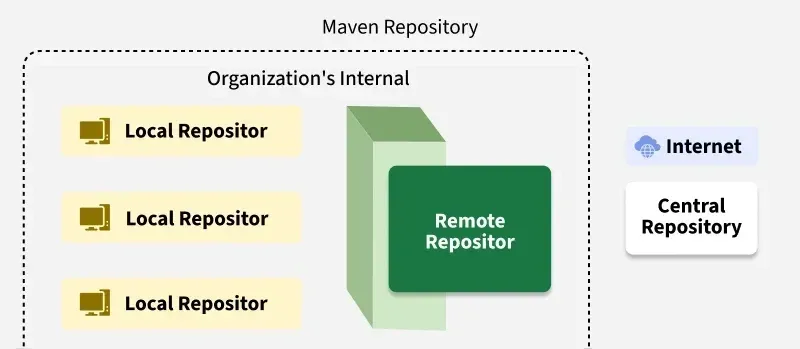 Maven Repository
Organization's Internal
Local Repositor
Local Repositor
Local Repositor
Remote
Repositor
Internet
Central
Repository